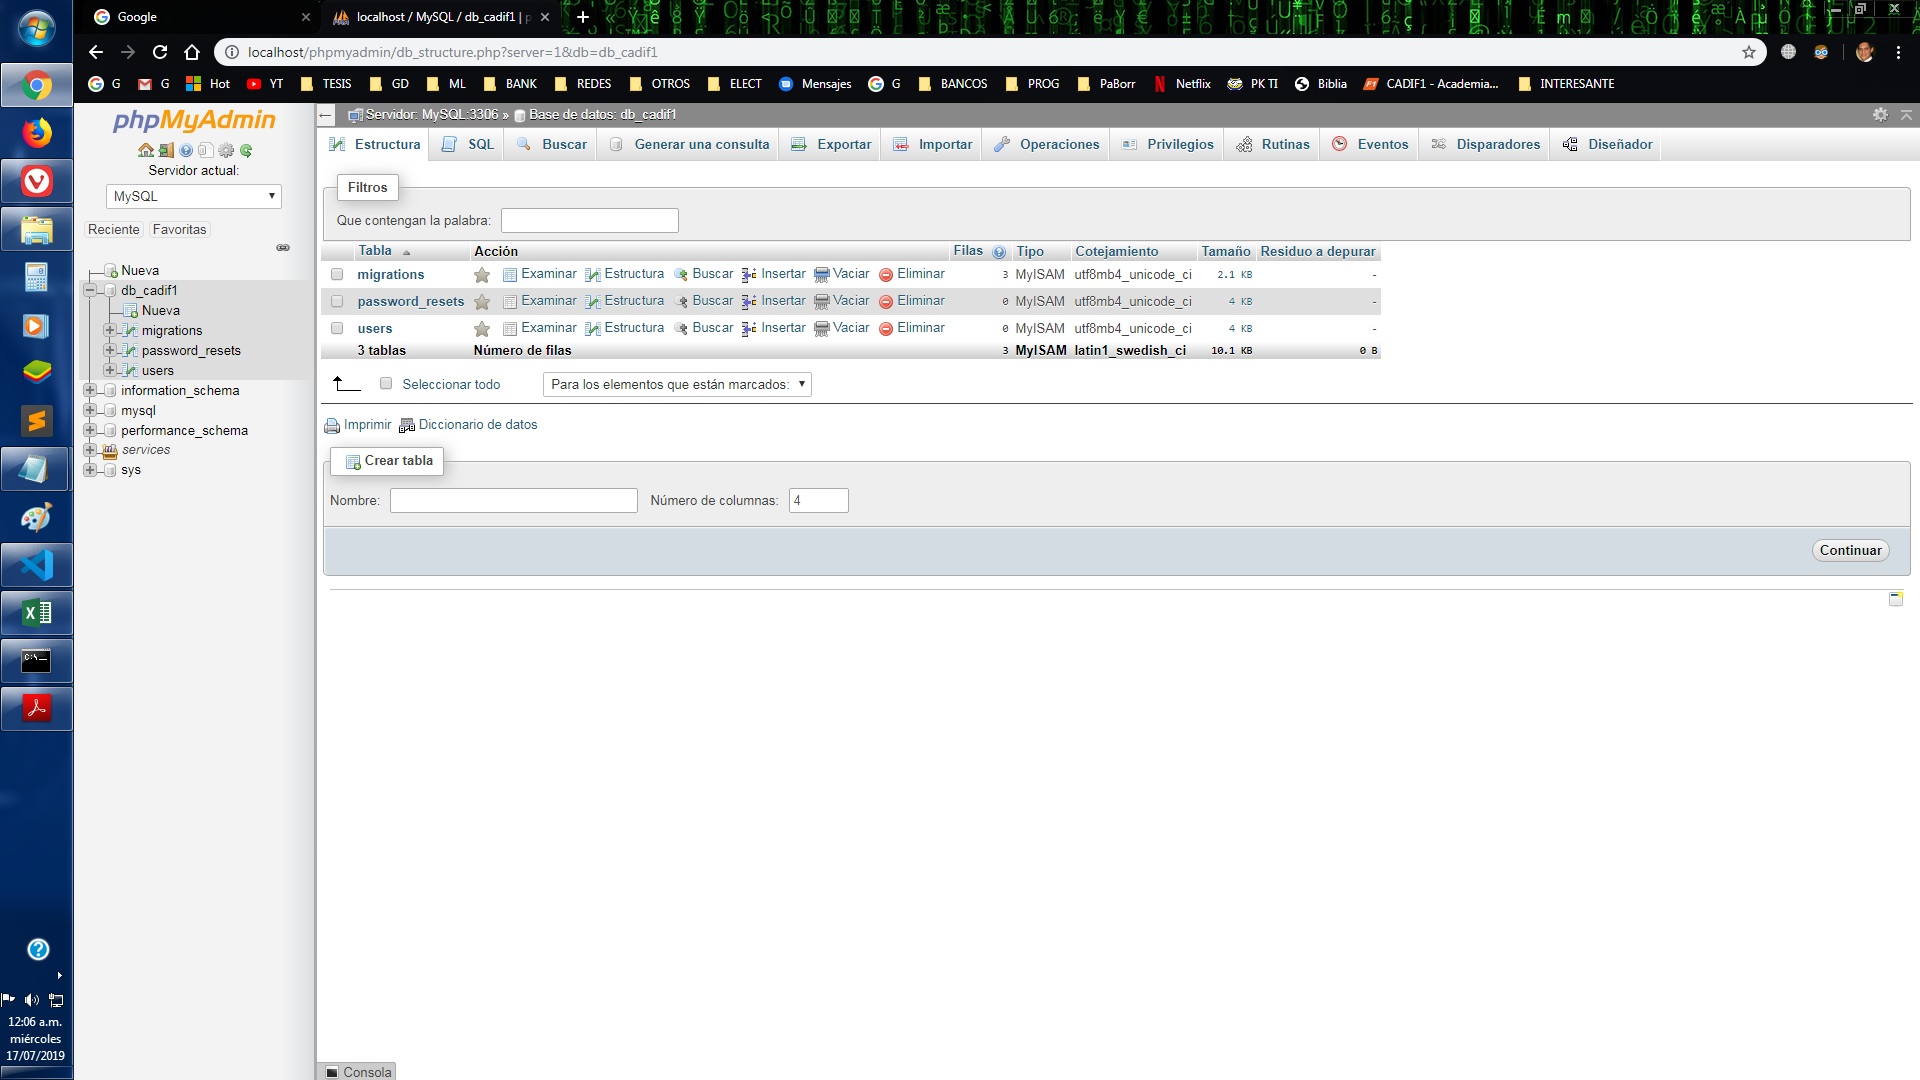 Google
localhost / MySQL / db_cadif1 | p
localhost/phpmyadmin/db_structure.php?server=1&db=db_cadif1
G G Hot YT TESIS GD ML BANK REDES OTROS ELECT Mensajes G BANCOS PROG PaBorr Netflix PK TI Biblia CADIF1 - Academia... INTERESANTE
phpMyAdmin
Servidor actual:
MySQL
Reciente Favoritas
Nueva
db_cadif1
Nueva
migrations
password_resets
users
information_schema
mysql
performance_schema
services
sys
Servidor: MySQL:3306 » Base de datos: db_cadif1
Estructura SQL Buscar Generar una consulta Exportar Importar Operaciones Privilegios Rutinas Eventos Disparadores Diseñador
Filtros
Que contengan la palabra:
Tabla Acción Filas Tipo Cotejamiento Tamaño Residuo a depurar
migrations Examinar Estructura Buscar Insertar Vaciar Eliminar 3 MyISAM utf8mb4_unicode_ci 2.1 KB -
password_resets Examinar Estructura Buscar Insertar Vaciar Eliminar 0 MyISAM utf8mb4_unicode_ci 4 KB -
users Examinar Estructura Buscar Insertar Vaciar Eliminar 0 MyISAM utf8mb4_unicode_ci 4 KB -
3 tablas Número de filas 3 MyISAM latin1_swedish_ci 10.1 KB 0 B
Seleccionar todo Para los elementos que están marcados:
Imprimir Diccionario de datos
Crear tabla
Nombre: Número de columnas: 4
Continuar
Consola
12:06 a.m.
miércoles
17/07/2019